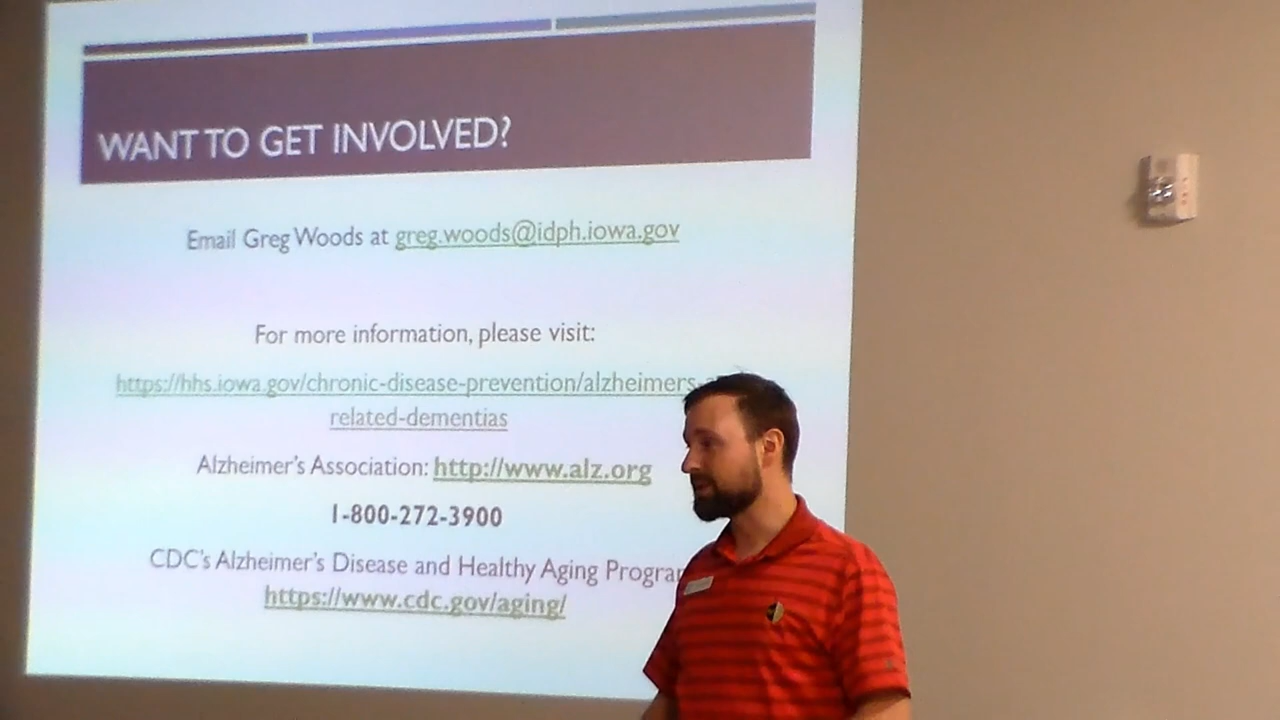 WANT TO GET INVOLVED?
Email Greg Woods at greg.woods@idph.iowa.gov
For more information, please visit:
https://hhs.iowa.gov/chronic-disease-prevention/alzheimers-
related-dementias
Alzheimer's Association: http://www.alz.org
1-800-272-3900
CDC's Alzheimer's Disease and Healthy Aging
https://www.cdc.gov/aging/